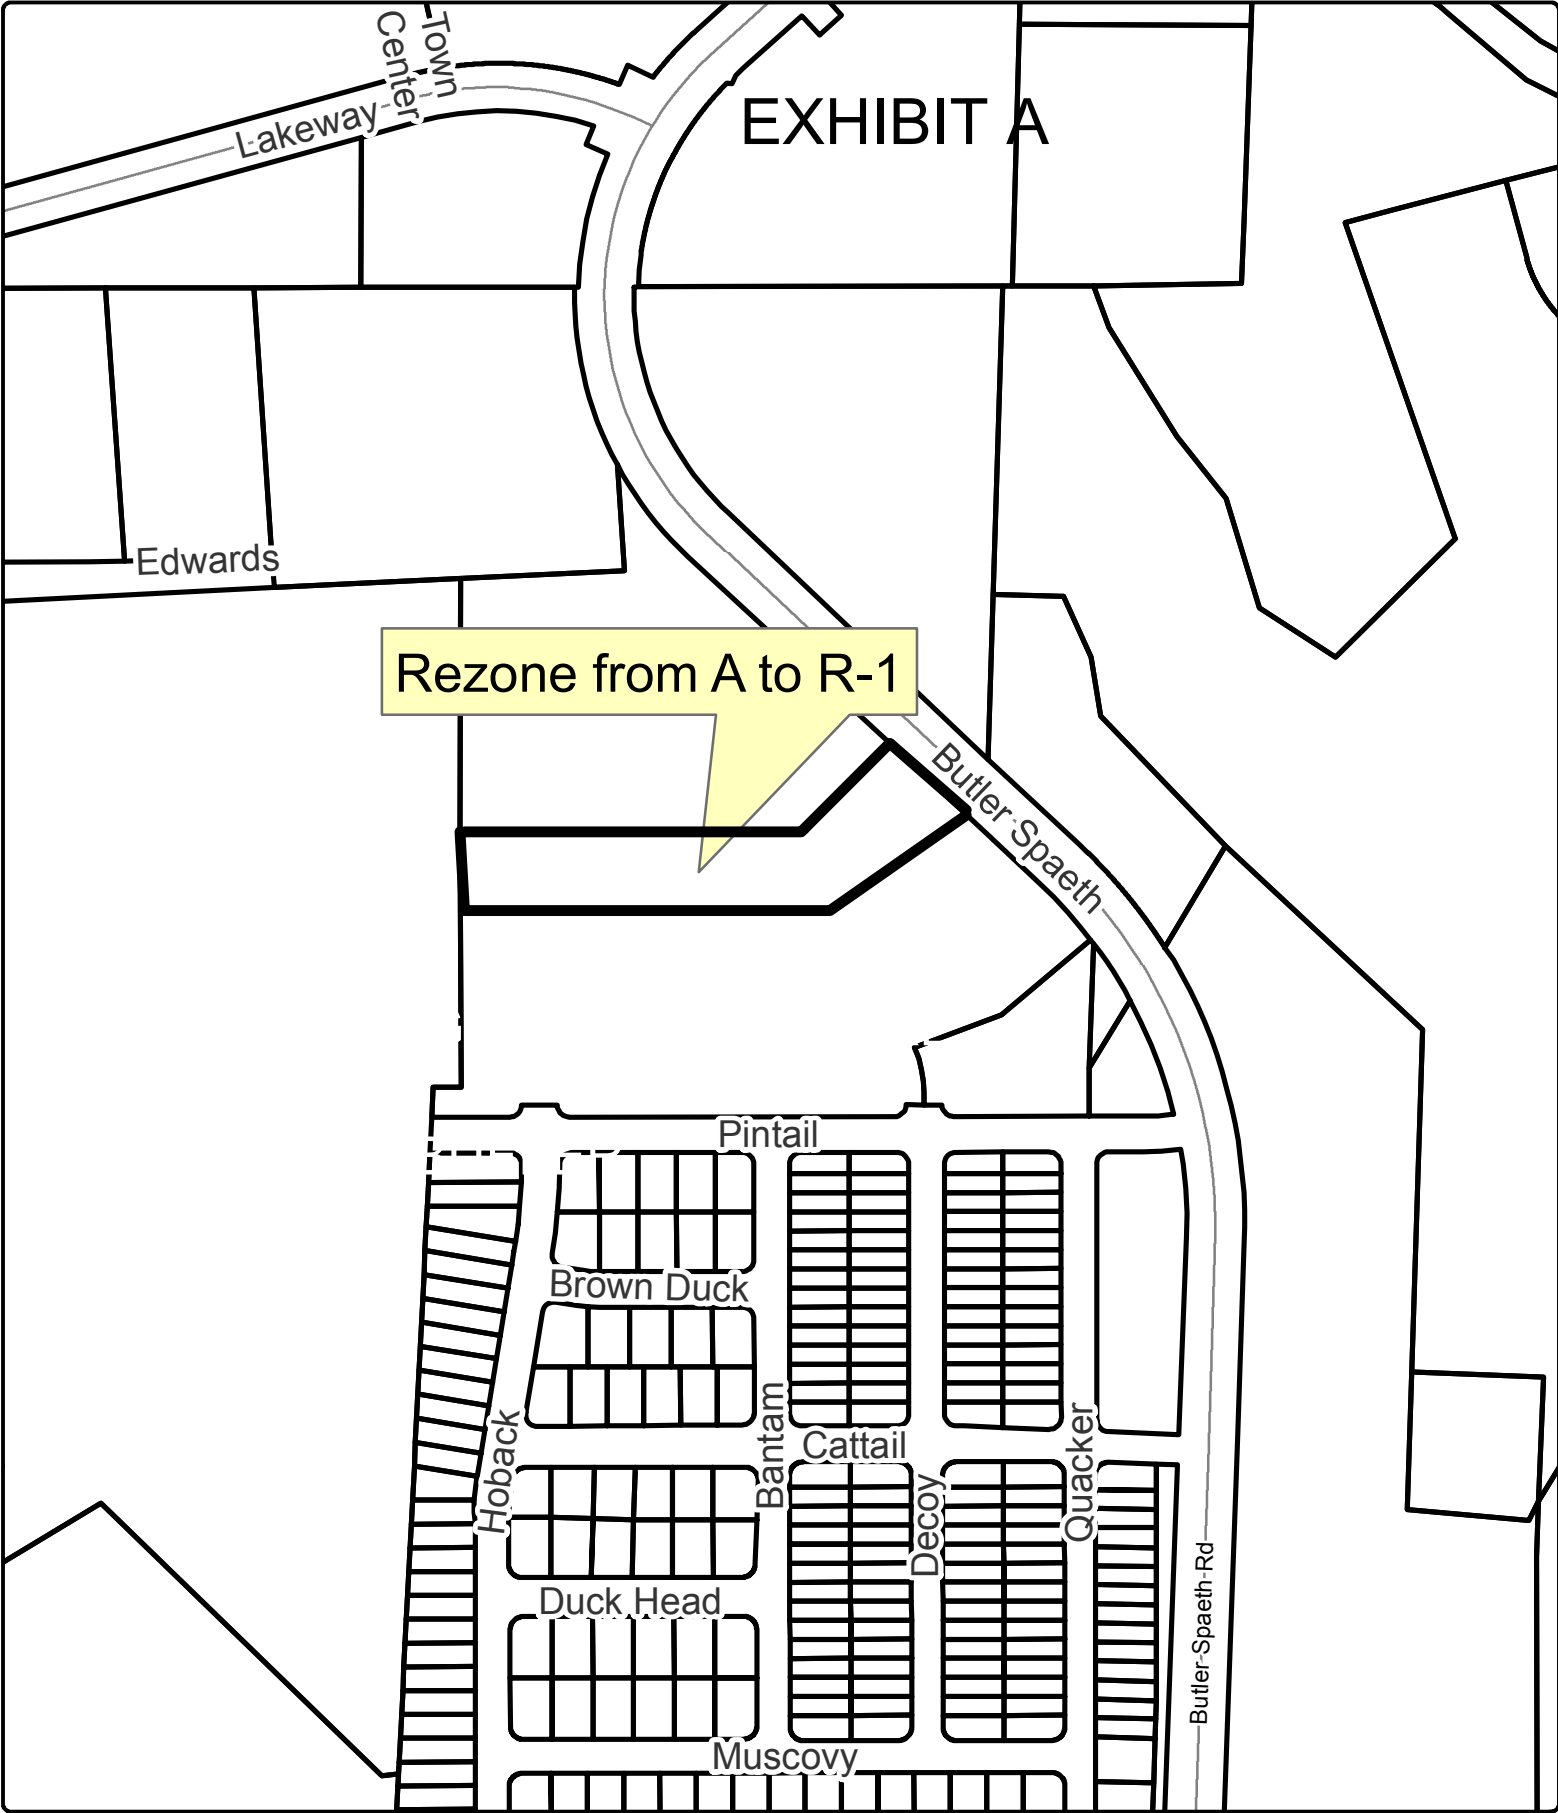 Town
Center
Lakeway
EXHIBIT A
Edwards
Rezone from A to R-1
Butler Spaeth
Pintail
Brown Duck
Hoback
Bantam
Cattail
Decoy
Quacker
Duck Head
Butler-Spaeth-Rd
Muscovy